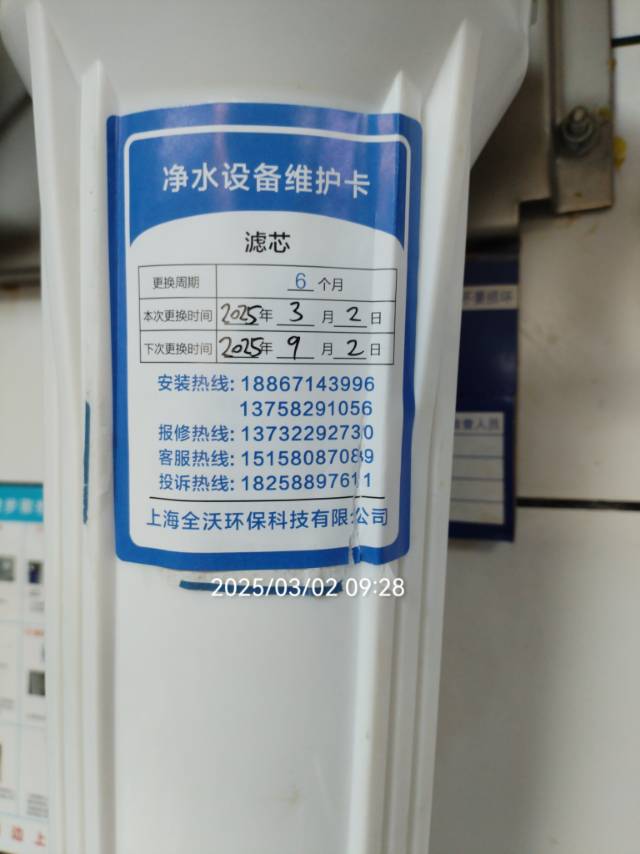 净水设备维护卡
滤芯
更换周期 6 个月
本次更换时间 2025年 3 月 2 日
下次更换时间 2025年 9 月 2 日
安装热线: 18867143996
13758291056
报修热线: 13732292730
客服热线: 15158087089
投诉热线: 18258897611
上海全沃环保科技有限公司
2025/03/02 09:28
不要损坏